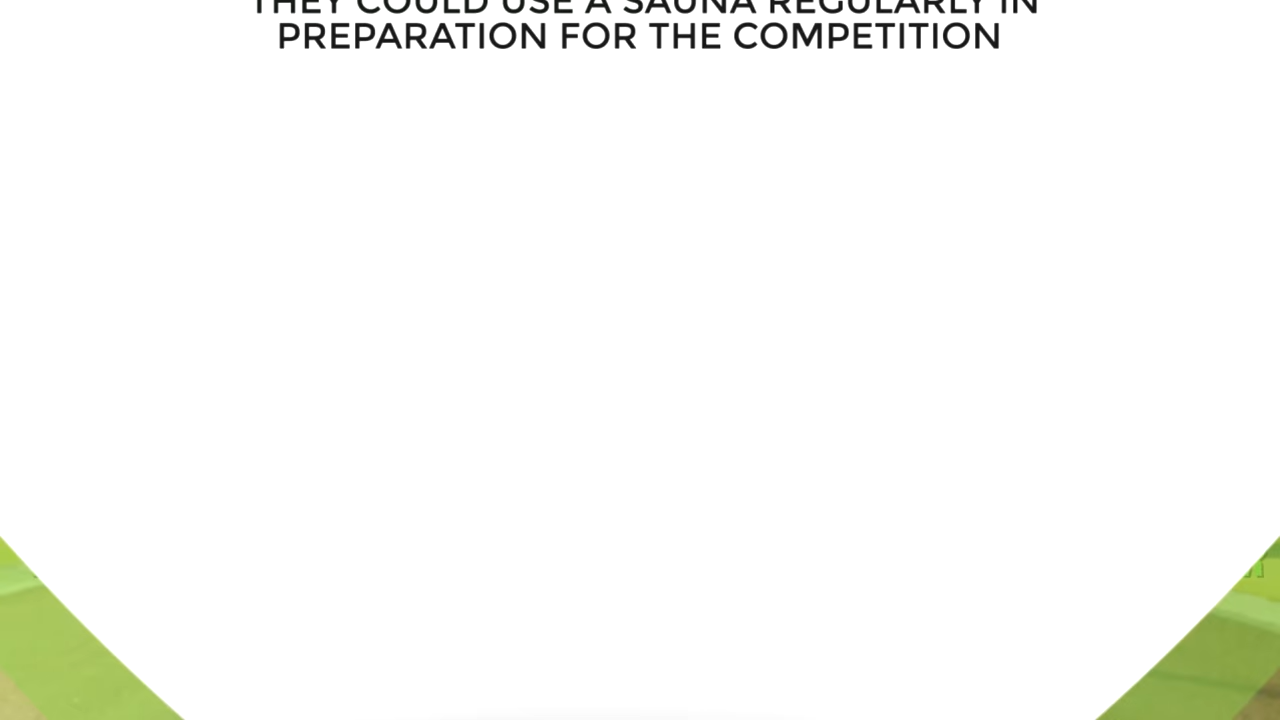 THEY COULD USE A SAUNA REGULARLY IN
PREPARATION FOR THE COMPETITION